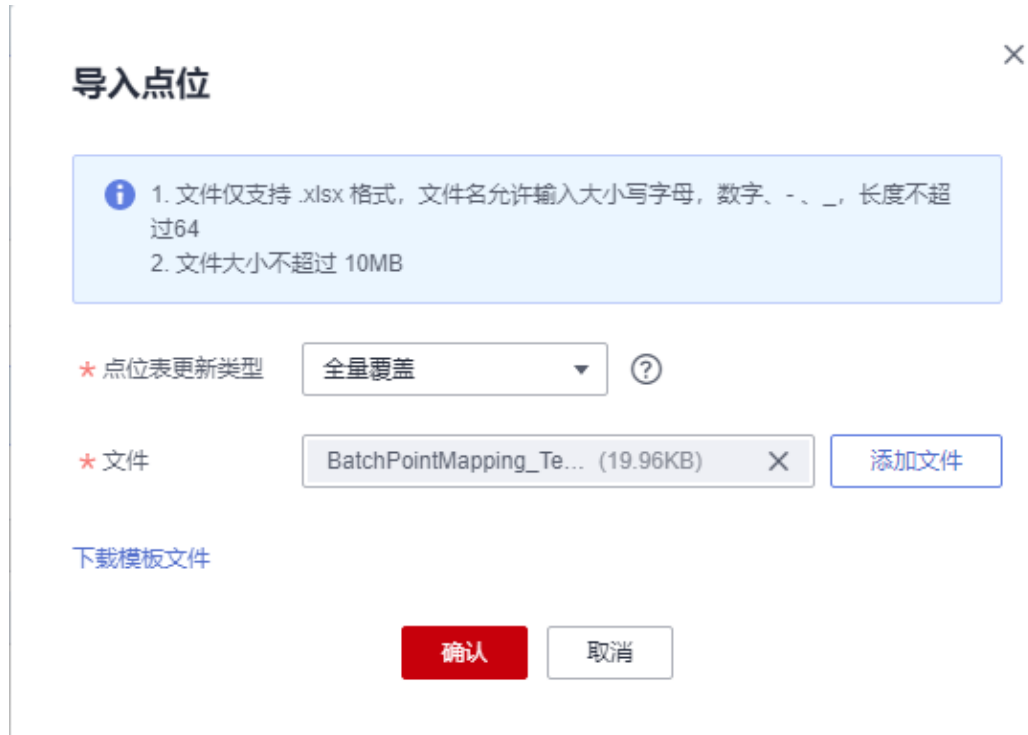 导入点位
1. 文件仅支持 .xlsx 格式，文件名允许输入大小写字母，数字、- 、_，长度不超
过64
2. 文件大小不超过 10MB
* 点位表更新类型 全量覆盖 ?
* 文件 BatchPointMapping_Te... (19.96KB) 添加文件
下载模板文件
确认 取消